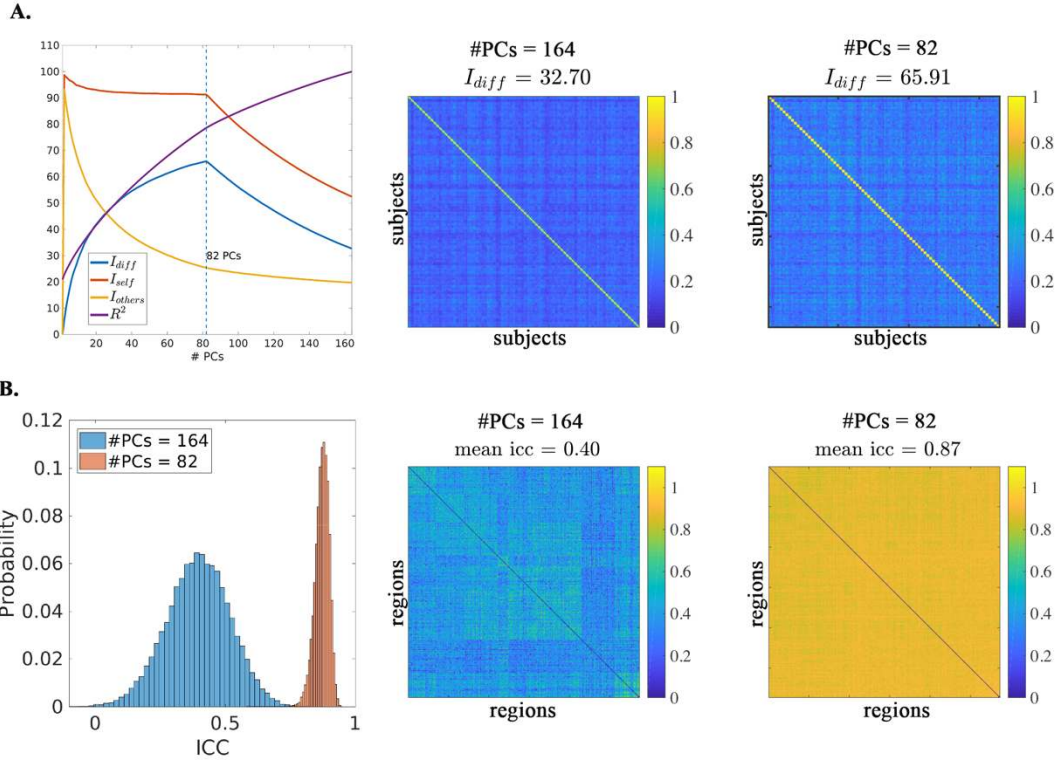 A.
110
100
90
80
70
60
50
40
30
20
10
0
20 40 60 80 100 120 140 160
# PCs
82 PCs
I_diff
I_self
I_others
R²
#PCs = 164
I_diff = 32.70
subjects
subjects
1
0.8
0.6
0.4
0.2
0
#PCs = 82
I_diff = 65.91
subjects
subjects
1
0.8
0.6
0.4
0.2
0
B.
0.12
0.1
0.08
0.06
0.04
0.02
0
Probability
0 0.5 1
ICC
#PCs = 164
#PCs = 82
#PCs = 164
mean icc = 0.40
regions
regions
1
0.8
0.6
0.4
0.2
0
#PCs = 82
mean icc = 0.87
regions
regions
1
0.8
0.6
0.4
0.2
0